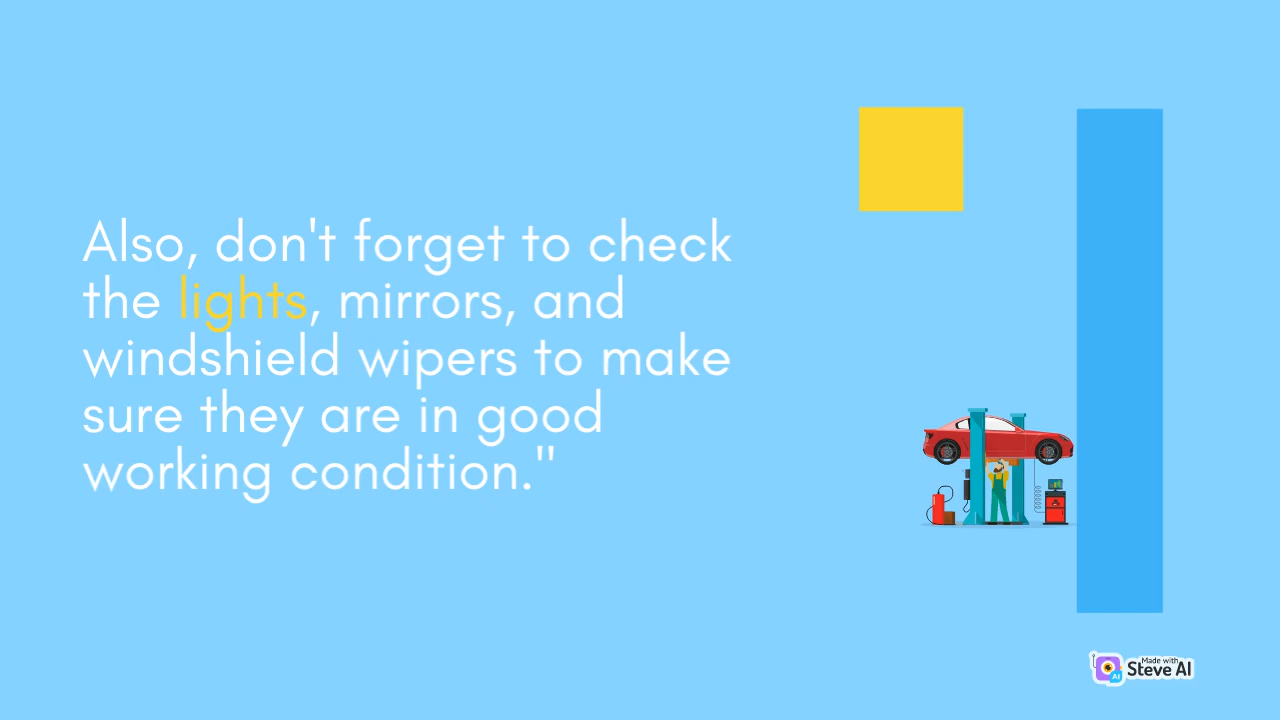 Also, don't forget to check
the lights, mirrors, and
windshield wipers to make
sure they are in good
working condition."
Made with
Steve AI
AI